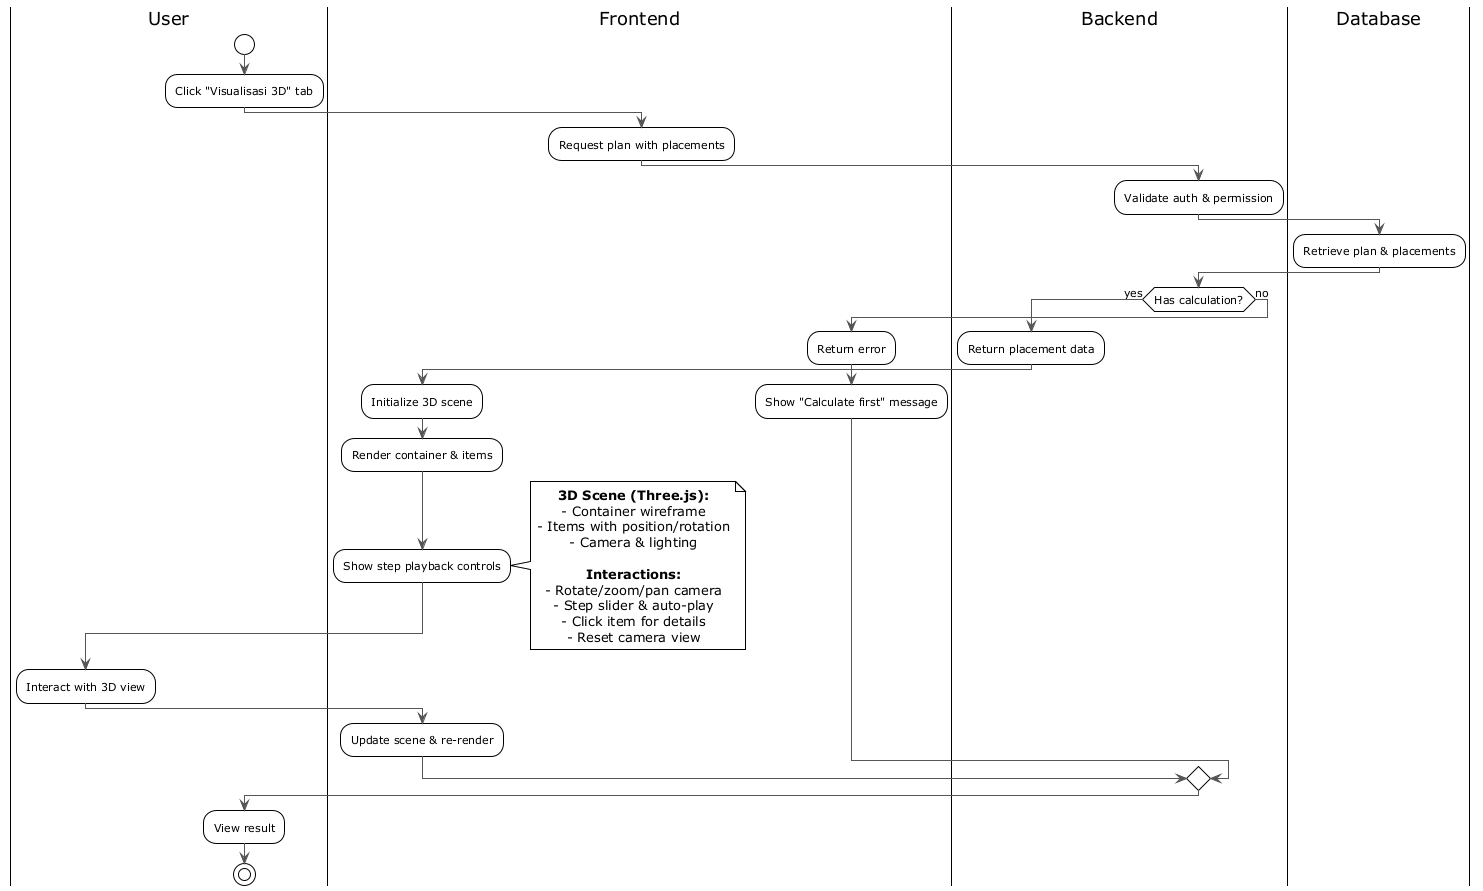 User
Frontend
Backend
Database
Click "Visualisasi 3D" tab
Request plan with placements
Validate auth & permission
Retrieve plan & placements
yes
Has calculation?
no
Return error
Return placement data
Initialize 3D scene
Show "Calculate first" message
Render container & items
3D Scene (Three.js):
- Container wireframe
- Items with position/rotation
- Camera & lighting
Show step playback controls
Interactions:
- Rotate/zoom/pan camera
- Step slider & auto-play
- Click item for details
- Reset camera view
Interact with 3D view
Update scene & re-render
View result